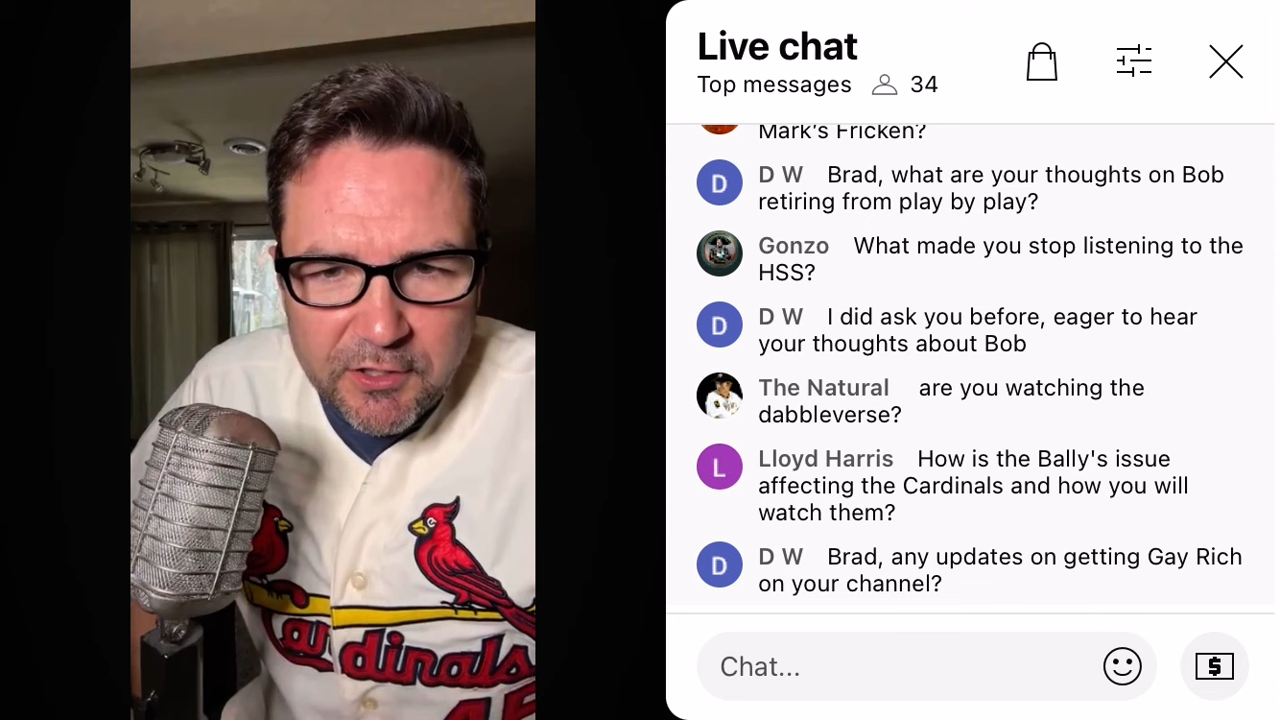 Live chat
Top messages 34
Mark's Fricken?
D W Brad, what are your thoughts on Bob
retiring from play by play?
Gonzo What made you stop listening to the
HSS?
D W I did ask you before, eager to hear
your thoughts about Bob
The Natural are you watching the
dabbleverse?
L Lloyd Harris How is the Bally's issue
affecting the Cardinals and how you will
watch them?
D W Brad, any updates on getting Gay Rich
on your channel?
Chat...
$
Cardinals